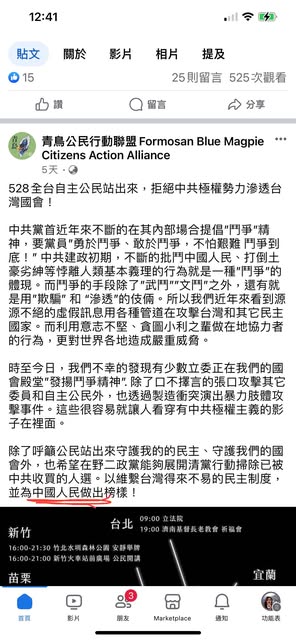 12:41
貼文 關於 影片 相片 提及
15 25則留言 525次觀看
讚 留言 分享
青鳥公民行動聯盟Formosan Blue Magpie
Citizens Action Alliance
5天
528全台自主公民站出來，拒絕中共極權勢力滲透台
灣國會！
中共黨首近年來不斷的在其內部場合提倡"鬥爭"精
神，要黨員"勇於鬥爭、敢於鬥爭，不怕艱難 鬥爭到
底！" 中共建政初期，不斷的批鬥中國人民、打倒土
豪劣紳等悖離人類基本義理的行為就是一種"鬥爭"的
體現。而鬥爭的手段除了"武鬥""文鬥"之外，還有就
是用"欺騙" 和 "滲透"的伎倆。所以我們近年來看到源
源不絕的虛假訊息用各種管道在攻擊台灣和其它民主
國家。而利用意志不堅、貪圖小利之輩做在地協力者
的行為，更對世界各地造成嚴重威脅。
時至今日，我們不幸的發現有少數立委正在我們的國
會殿堂"發揚鬥爭精神". 除了口不擇言的張口攻擊其它
委員和自主公民外，也透過製造衝突演出暴力肢體攻
擊事件。這些很容易就讓人看穿有中共極權主義的影
子在裡面。
除了呼籲公民站出來守護我的的民主、守護我們的國
會外，也希望在野二政黨能夠展開清黨行動掃除已被
中共收買的人選。以維繫台灣得來不易的民主制度，
並為中國人民做出榜樣！
新竹
16:00-21:30 竹北水圳森林公園 安靜舉牌
16:00-21:00 新竹火車站前廣場 公民開講
苗栗
台北 09:00 立法院
19:00 濟南基督長老教會 祈福會
宜蘭
3
首頁 影片 朋友 Marketplace 通知 功能表